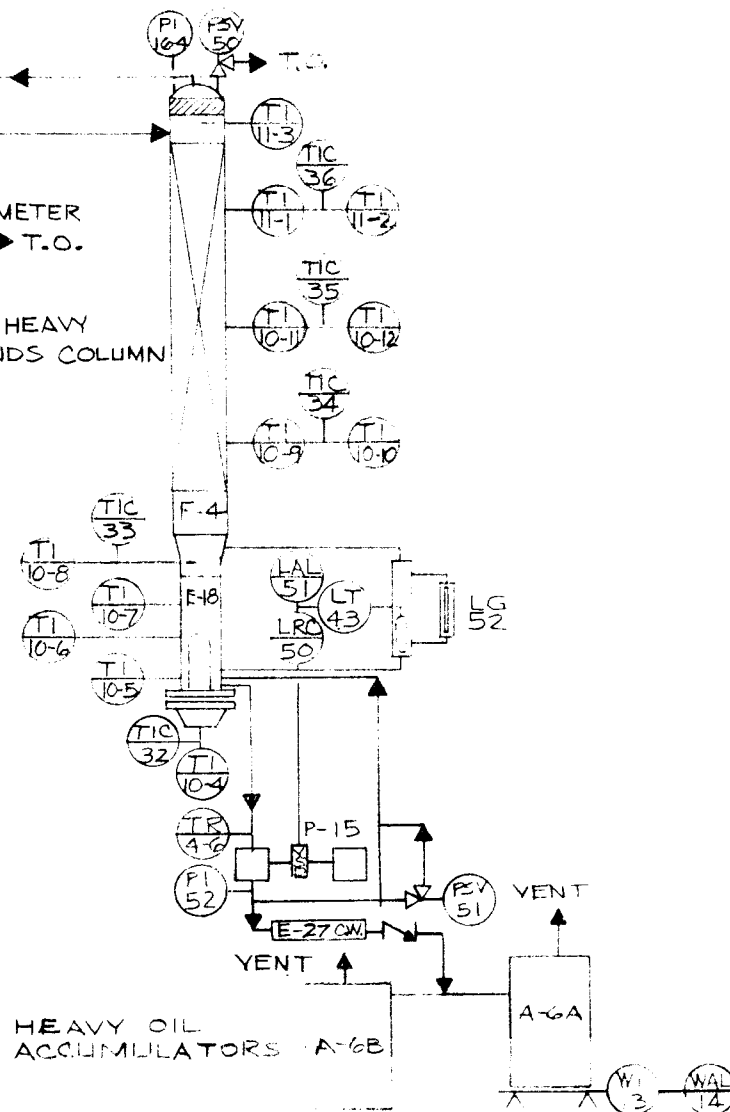 PI
164
PSV
50
T.O.
TI
11-3
TIC
36
TI
11-1
TI
11-2
METER
T.O.
TIC
35
HEAVY
NDS COLUMN
TI
10-11
TI
10-12
TIC
34
TI
10-9
TI
10-10
TIC
33
F-4
TI
10-8
TI
10-7
E-18
LAL
51
LT
43
LG
52
TI
10-6
LRC
50
TI
10-5
TIC
32
TI
10-4
TR
4-6
P-15
PI
52
PSV
51
VENT
E-27 C.W.
VENT
A-6A
HEAVY OIL
ACCUMULATORS A-6B
WI
13
WAL
14